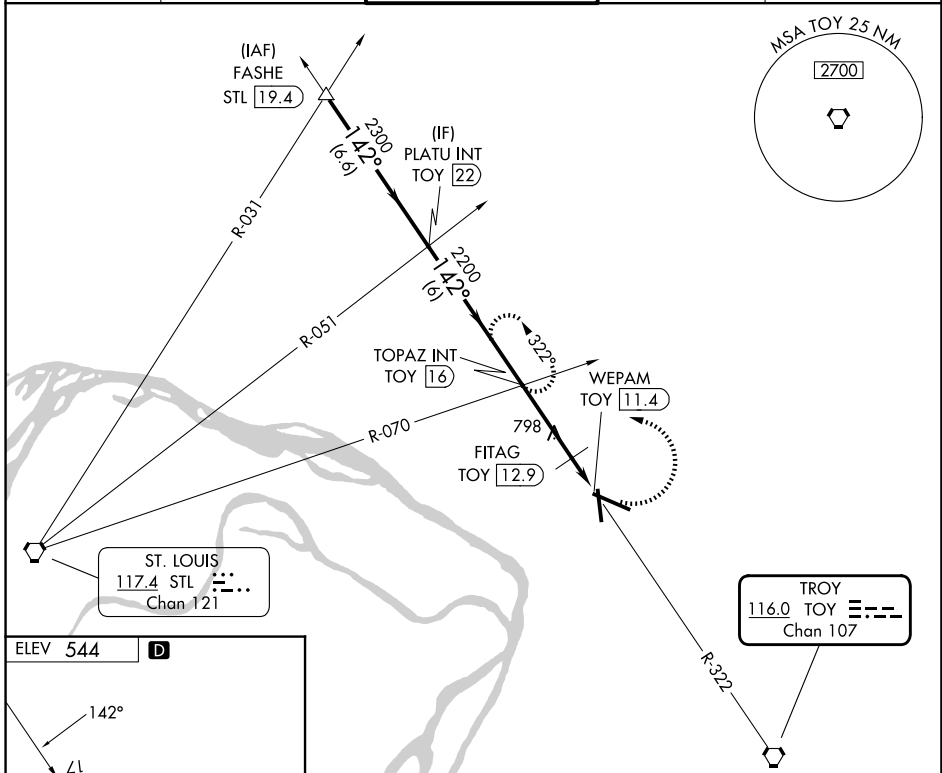 MSA TOY 25 NM
2700
(IAF)
FASHE
STL 19.4
2300
142°
(6.6)
(IF)
PLATU INT
TOY 22
R-031
2200
142°
(6)
R-051
322°
TOPAZ INT
TOY 16
WEPAM
TOY 11.4
R-070
798
FITAG
TOY 12.9
ST. LOUIS
117.4 STL
Chan 121
TROY
116.0 TOY
Chan 107
R-322
ELEV 544 D
142°
17